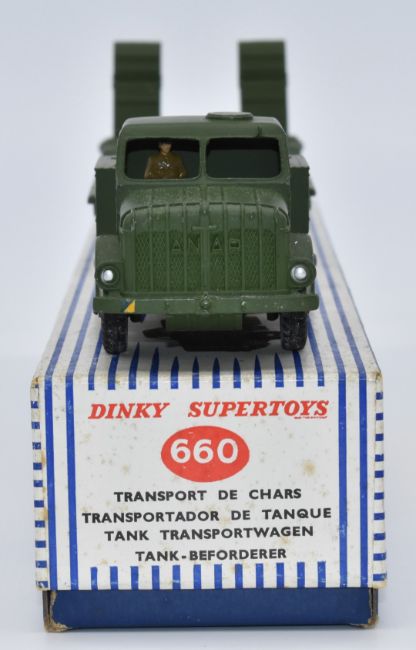 DINKY SUPERTOYS
660
TRANSPORT DE CHARS
TRANSPORTADOR DE TANQUE
TANK TRANSPORTWAGEN
TANK-BEFORDERER